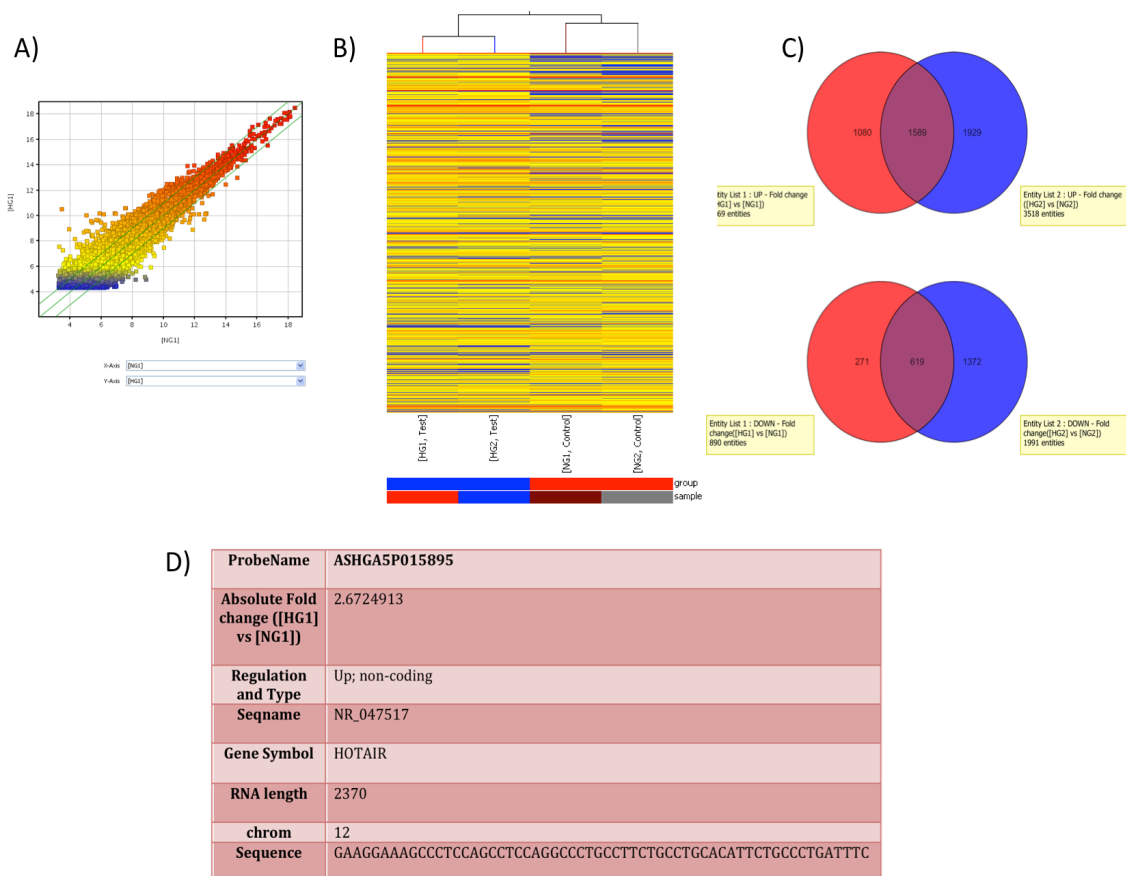 A)
18
16
14
12
10
8
6
4
[HG1]
4 6 8 10 12 14 16 18
[NG1]
X-Axis [NG1]
Y-Axis [HG1]
B)
[HG1, Test]
[HG2, Test]
[NG1, Control]
[NG2, Control]
group
sample
C)
1080 1589 1929
tity List 1 : UP - Fold change
HG1] vs [NG1])
69 entities
Entity List 2 : UP - Fold change
([HG2] vs [NG2])
3518 entities
271 619 1372
Entity List 1 : DOWN - Fold
change([HG1] vs [NG1])
890 entities
Entity List 2 : DOWN - Fold
change([HG2] vs [NG2])
1991 entities
D)
ProbeName ASHGA5P015895
Absolute Fold change ([HG1] vs [NG1]) 2.6724913
Regulation and Type Up; non-coding
Seqname NR_047517
Gene Symbol HOTAIR
RNA length 2370
chrom 12
Sequence GAAGGAAAGCCCTCCAGCCTCCAGGCCCTGCCTTCTGCCTGCACATTCTGCCCTGATTTC